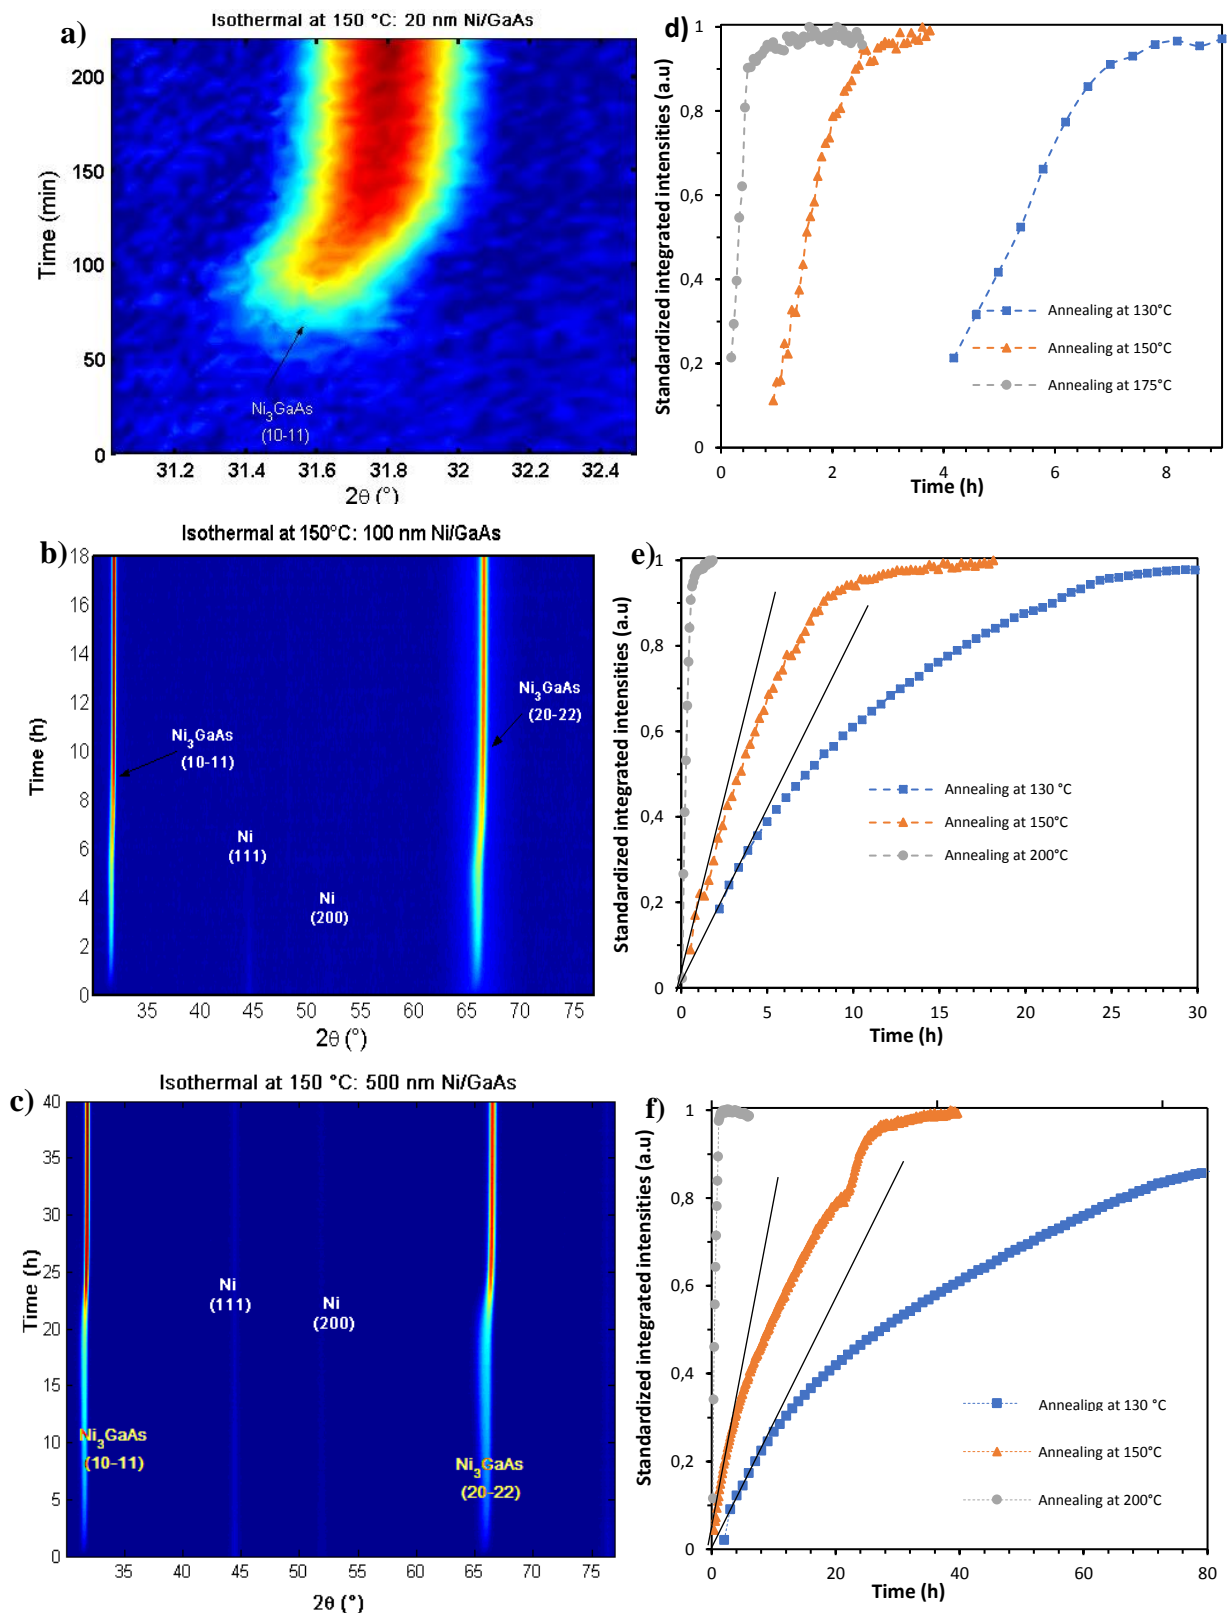 Isothermal at 150 °C: 20 nm Ni/GaAs
a)
200
150
100
50
0
Time (min)
Ni3GaAs
(10-11)
31.2 31.4 31.6 31.8 32 32.2 32.4
2θ (°)
d)
1
0,8
0,6
0,4
0,2
0
Standardized integrated intensities (a.u)
Annealing at 130°C
Annealing at 150°C
Annealing at 175°C
0 2 4 6 8
Time (h)
Isothermal at 150°C: 100 nm Ni/GaAs
b)
18
16
14
12
10
8
6
4
2
0
Time (h)
Ni3GaAs
(10-11)
Ni
(111)
Ni
(200)
Ni3GaAs
(20-22)
35 40 45 50 55 60 65 70 75
2θ (°)
e)
1
0,8
0,6
0,4
0,2
0
Standardized integrated intensities (a.u)
Annealing at 130 °C
Annealing at 150°C
Annealing at 200°C
0 5 10 15 20 25 30
Time (h)
Isothermal at 150 °C: 500 nm Ni/GaAs
c)
40
35
30
25
20
15
10
5
0
Time (h)
Ni
(111)
Ni
(200)
Ni3GaAs
(10-11)
Ni3GaAs
(20-22)
35 40 45 50 55 60 65 70 75
2θ (°)
f)
1
0,8
0,6
0,4
0,2
0
Standardized integrated intensities (a.u)
Annealing at 130 °C
Annealing at 150°C
Annealing at 200°C
0 20 40 60 80
Time (h)